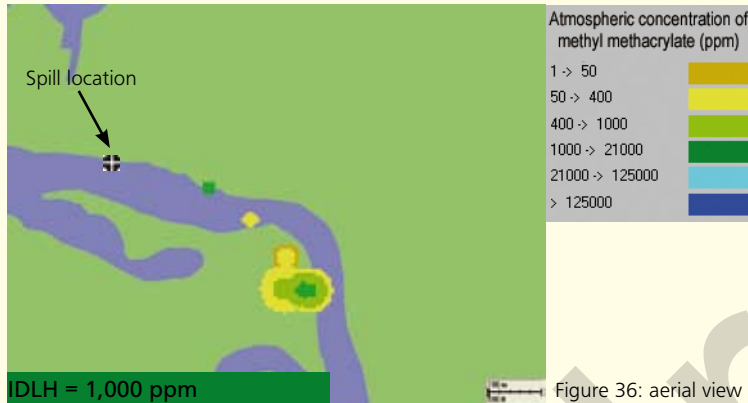 Spill location
Atmospheric concentration of
methyl methacrylate (ppm)
1 -> 50
50 -> 400
400 -> 1000
1000 -> 21000
21000 -> 125000
> 125000
IDLH = 1,000 ppm
Figure 36: aerial view